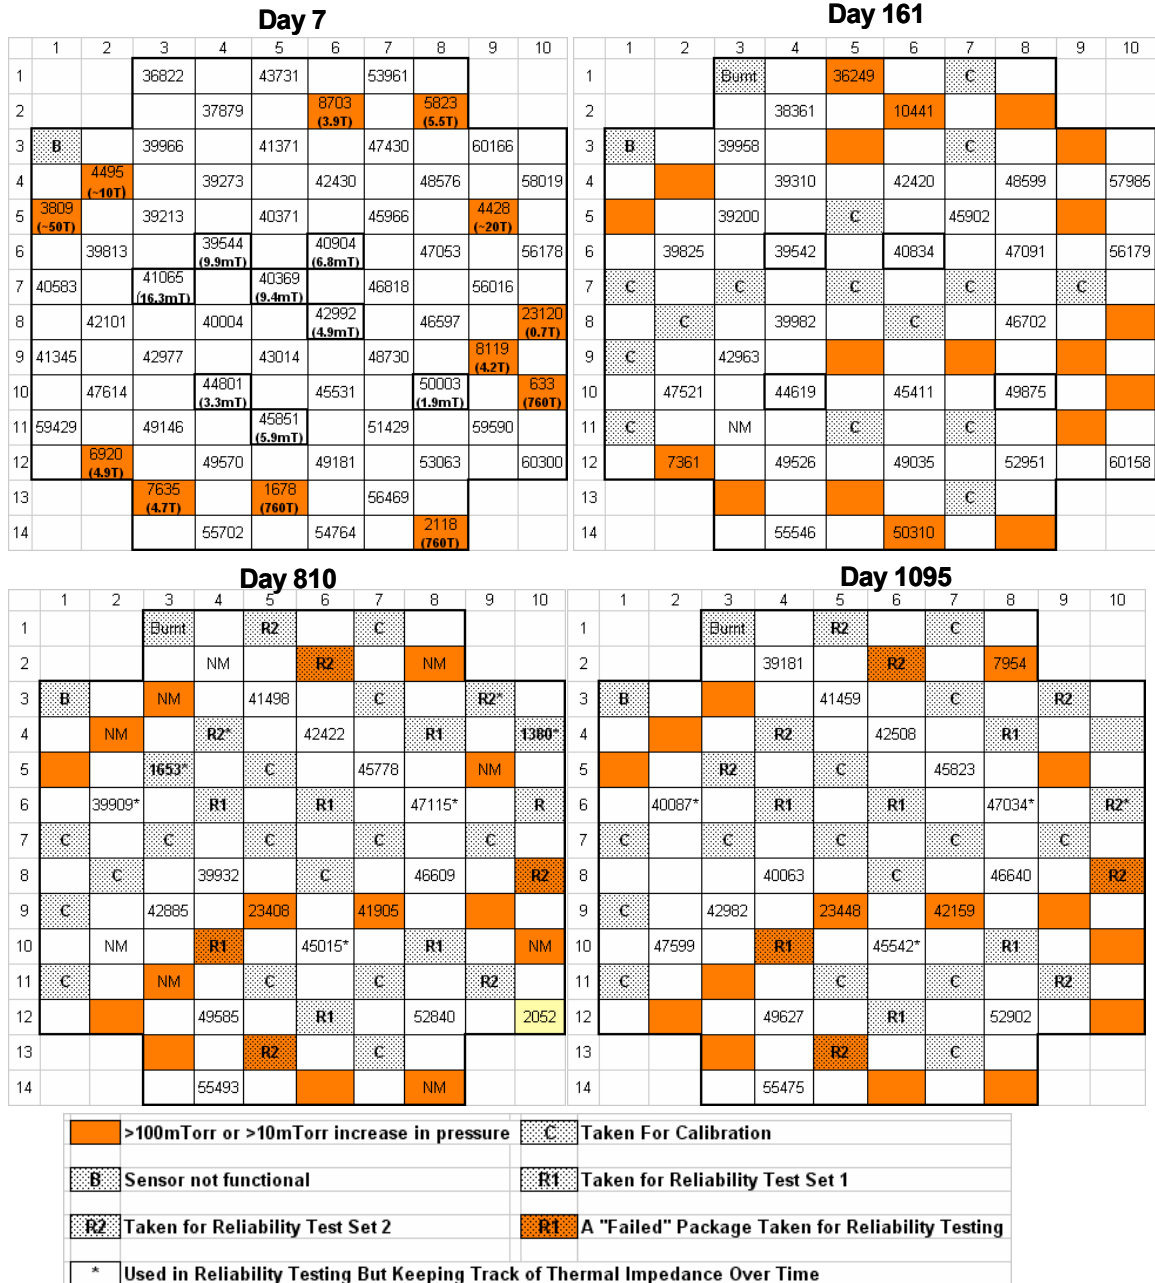 Day 7
1 2 3 4 5 6 7 8 9 10
1 36822 43731 53961
2 37879 8703 5823
(3.9T) (5.5T)
3 B 39966 41371 47430 60166
4 4495 39273 42430 48576 58019
(~10T)
5 3809 39213 40371 45966 4428
(~50T) (~20T)
6 39813 39544 40904 47053 56178
(9.9mT) (6.8mT)
7 40583 41065 40369 46818 56016
(16.3mT) (9.4mT)
8 42101 40004 42992 46597 23120
(4.9mT) (0.7T)
9 41345 42977 43014 48730 8119
(4.2T)
10 47614 44801 45531 50003 633
(3.3mT) (1.9mT) (760T)
11 59429 49146 45851 51429 59590
(5.9mT)
12 6920 49570 49181 53063 60300
(4.9T)
13 7635 1678 56469
(4.7T) (760T)
14 55702 54764 2118
(760T)
Day 161
1 2 3 4 5 6 7 8 9 10
1 Burnt 36249 C
2 38361 10441
3 B 39958 C
4 39310 42420 48599 57985
5 39200 C 45902
6 39825 39542 40834 47091 56179
7 C C C C C
8 C 39982 C 46702
9 C 42963
10 47521 44619 45411 49875
11 C NM C C
12 7361 49526 49035 52951 60158
13 C
14 55546 50310
Day 810
1 2 3 4 5 6 7 8 9 10
1 Burnt R2 C
2 NM R2 NM
3 B NM 41498 C R2*
4 NM R2* 42422 R1 1380*
5 1653* C 45778 NM
6 39909* R1 R1 47115* R
7 C C C C C
8 C 39932 C 46609 R2
9 C 42885 23408 41905
10 NM R1 45015* R1 NM
11 C NM C C R2
12 49585 R1 52840 2052
13 R2 C
14 55493 NM
Day 1095
1 2 3 4 5 6 7 8 9 10
1 Burnt R2 C
2 39181 R2 7954
3 B 41459 C R2
4 R2 42508 R1
5 R2 C 45823
6 40087* R1 R1 47034* R2*
7 C C C C C
8 40063 C 46640 R2
9 C 42982 23448 42159
10 47599 R1 45542* R1
11 C C C R2
12 49627 R1 52902
13 R2 C
14 55475
>100mTorr or >10mTorr increase in pressure C Taken For Calibration
B Sensor not functional R1 Taken for Reliability Test Set 1
R2 Taken for Reliability Test Set 2 R1 A "Failed" Package Taken for Reliability Testing
* Used in Reliability Testing But Keeping Track of Thermal Impedance Over Time